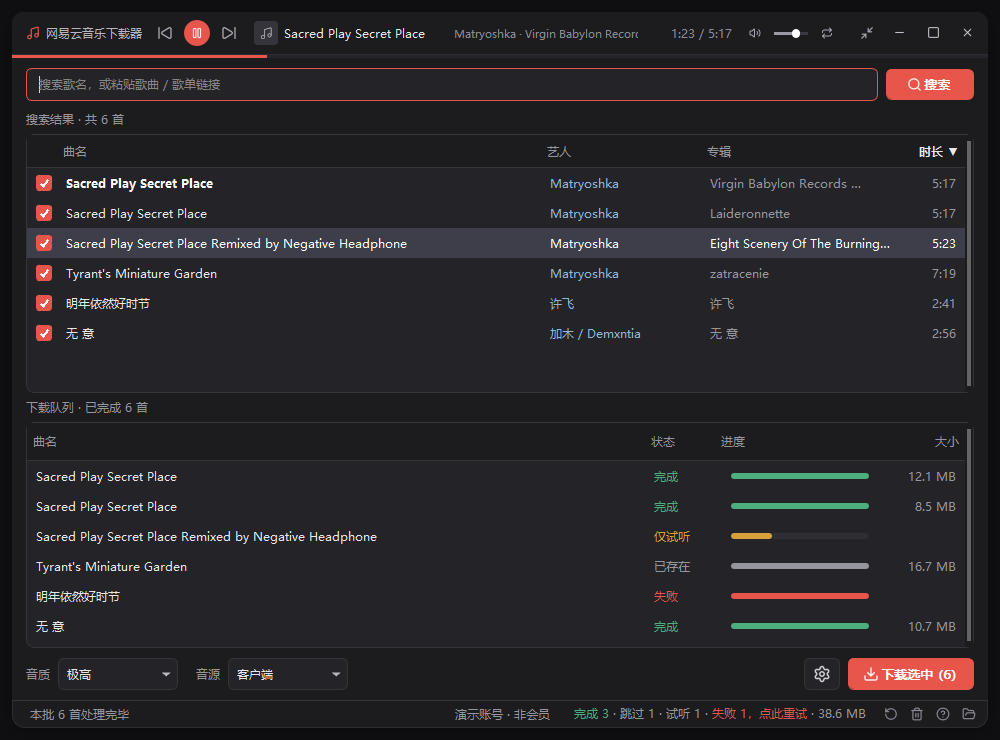 网易云音乐下载器 Sacred Play Secret Place Matryoshka · Virgin Babylon Recor 1:23 / 5:17
搜索歌名，或粘贴歌曲 / 歌单链接 搜索
搜索结果 · 共 6 首
曲名 艺人 专辑 时长 ▼
Sacred Play Secret Place Matryoshka Virgin Babylon Records ... 5:17
Sacred Play Secret Place Matryoshka Laideronnette 5:17
Sacred Play Secret Place Remixed by Negative Headphone Matryoshka Eight Scenery Of The Burning... 5:23
Tyrant's Miniature Garden Matryoshka zatracenie 7:19
明年依然好时节 许飞 许飞 2:41
无 意 加木 / Demxntia 无 意 2:56
下载队列 · 已完成 6 首
曲名 状态 进度 大小
Sacred Play Secret Place 完成 12.1 MB
Sacred Play Secret Place 完成 8.5 MB
Sacred Play Secret Place Remixed by Negative Headphone 仅试听
Tyrant's Miniature Garden 已存在 16.7 MB
明年依然好时节 失败
无 意 完成 10.7 MB
音质 极高 音源 客户端 下载选中 (6)
本批 6 首处理完毕 演示账号 · 非会员 完成 3 · 跳过 1 · 试听 1 · 失败 1，点此重试 · 38.6 MB